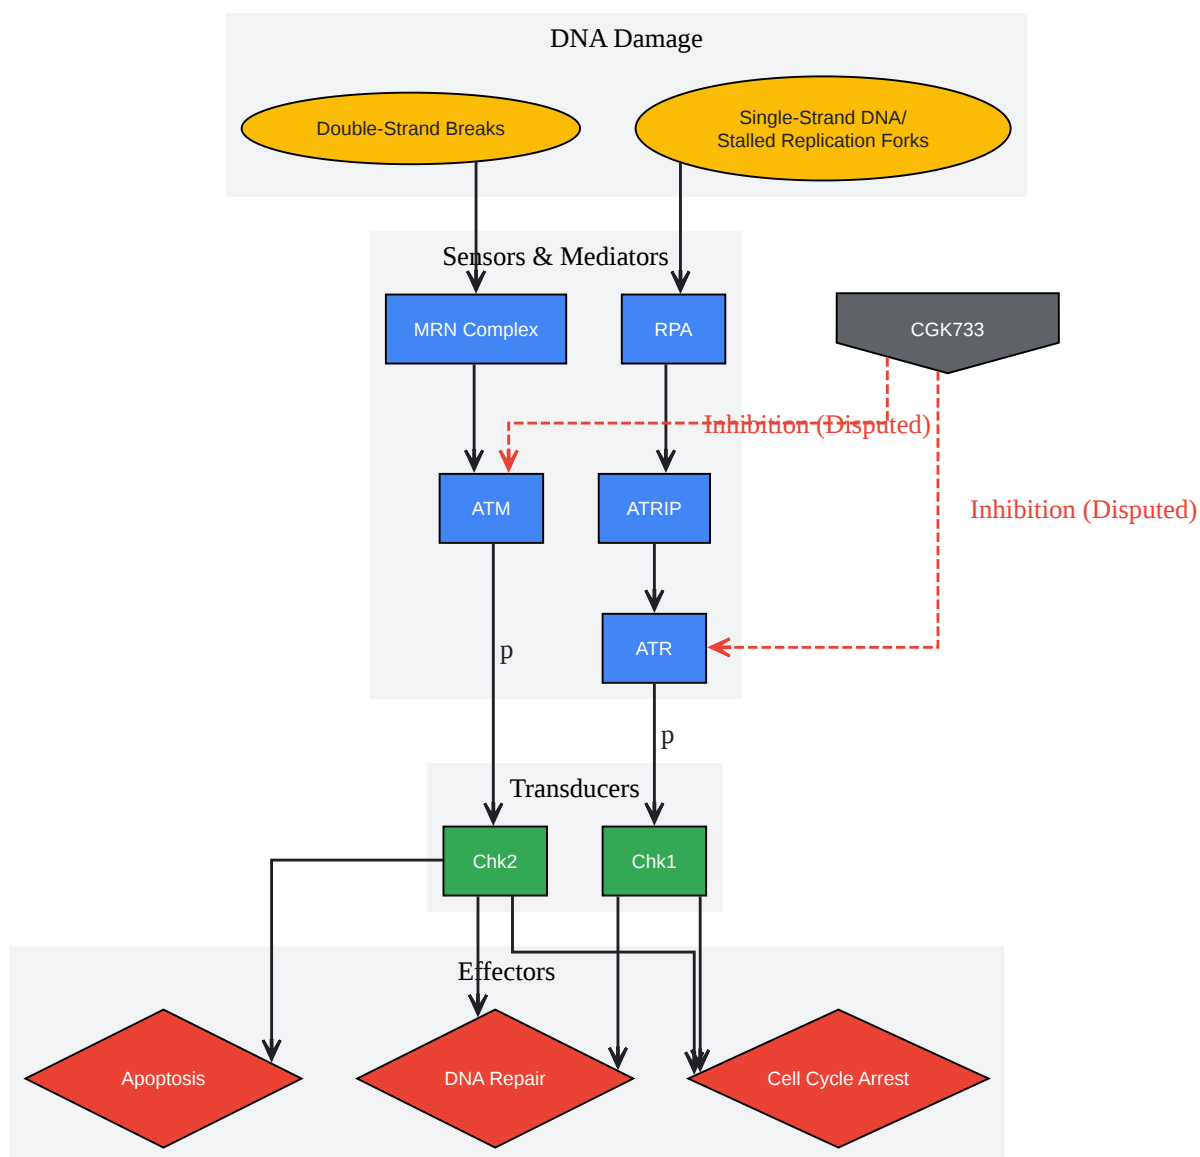 DNA Damage
Double-Strand Breaks
Single-Strand DNA/
Stalled Replication Forks
Sensors & Mediators
MRN Complex
RPA
CGK733
Inhibition (Disputed)
ATM
ATRIP
Inhibition (Disputed)
ATR
p
p
Transducers
Chk2
Chk1
Effectors
Apoptosis
DNA Repair
Cell Cycle Arrest